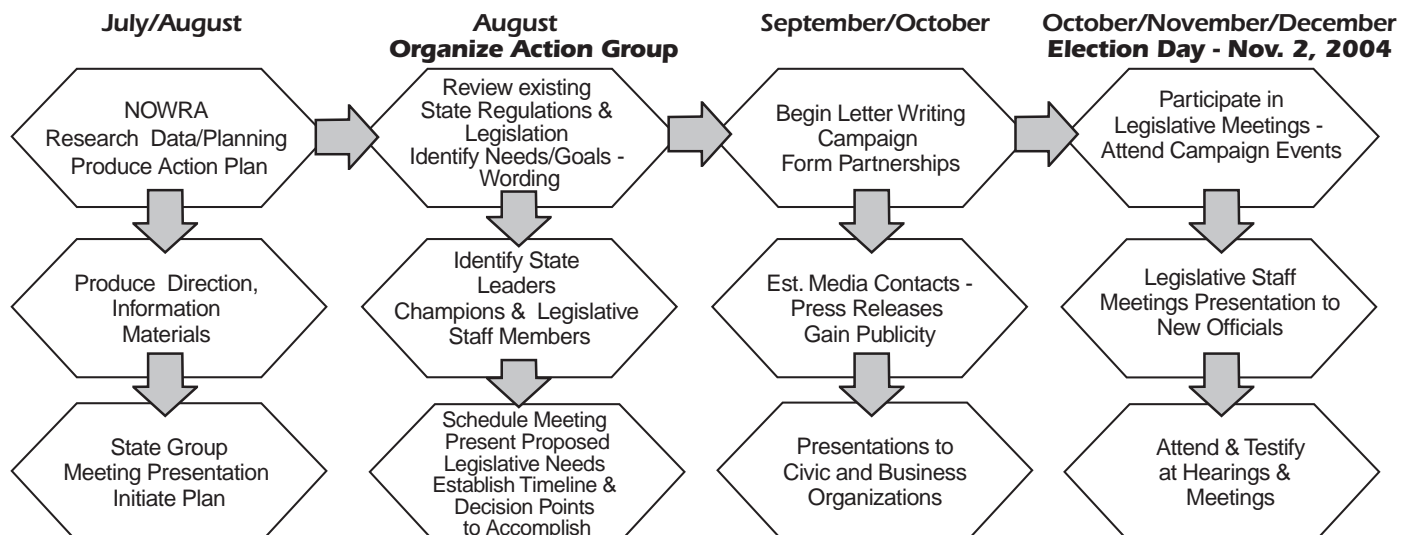 July/August
August
Organize Action Group
September/October
October/November/December
Election Day - Nov. 2, 2004
NOWRA
Research Data/Planning
Produce Action Plan
Review existing
State Regulations &
Legislation
Identify Needs/Goals -
Wording
Begin Letter Writing
Campaign
Form Partnerships
Participate in
Legislative Meetings -
Attend Campaign Events
Produce Direction,
Information
Materials
Identify State
Leaders
Champions & Legislative
Staff Members
Est. Media Contacts -
Press Releases
Gain Publicity
Legislative Staff
Meetings Presentation to
New Officials
State Group
Meeting Presentation
Initiate Plan
Schedule Meeting
Present Proposed
Legislative Needs
Establish Timeline &
Decision Points
to Accomplish
Presentations to
Civic and Business
Organizations
Attend & Testify
at Hearings &
Meetings